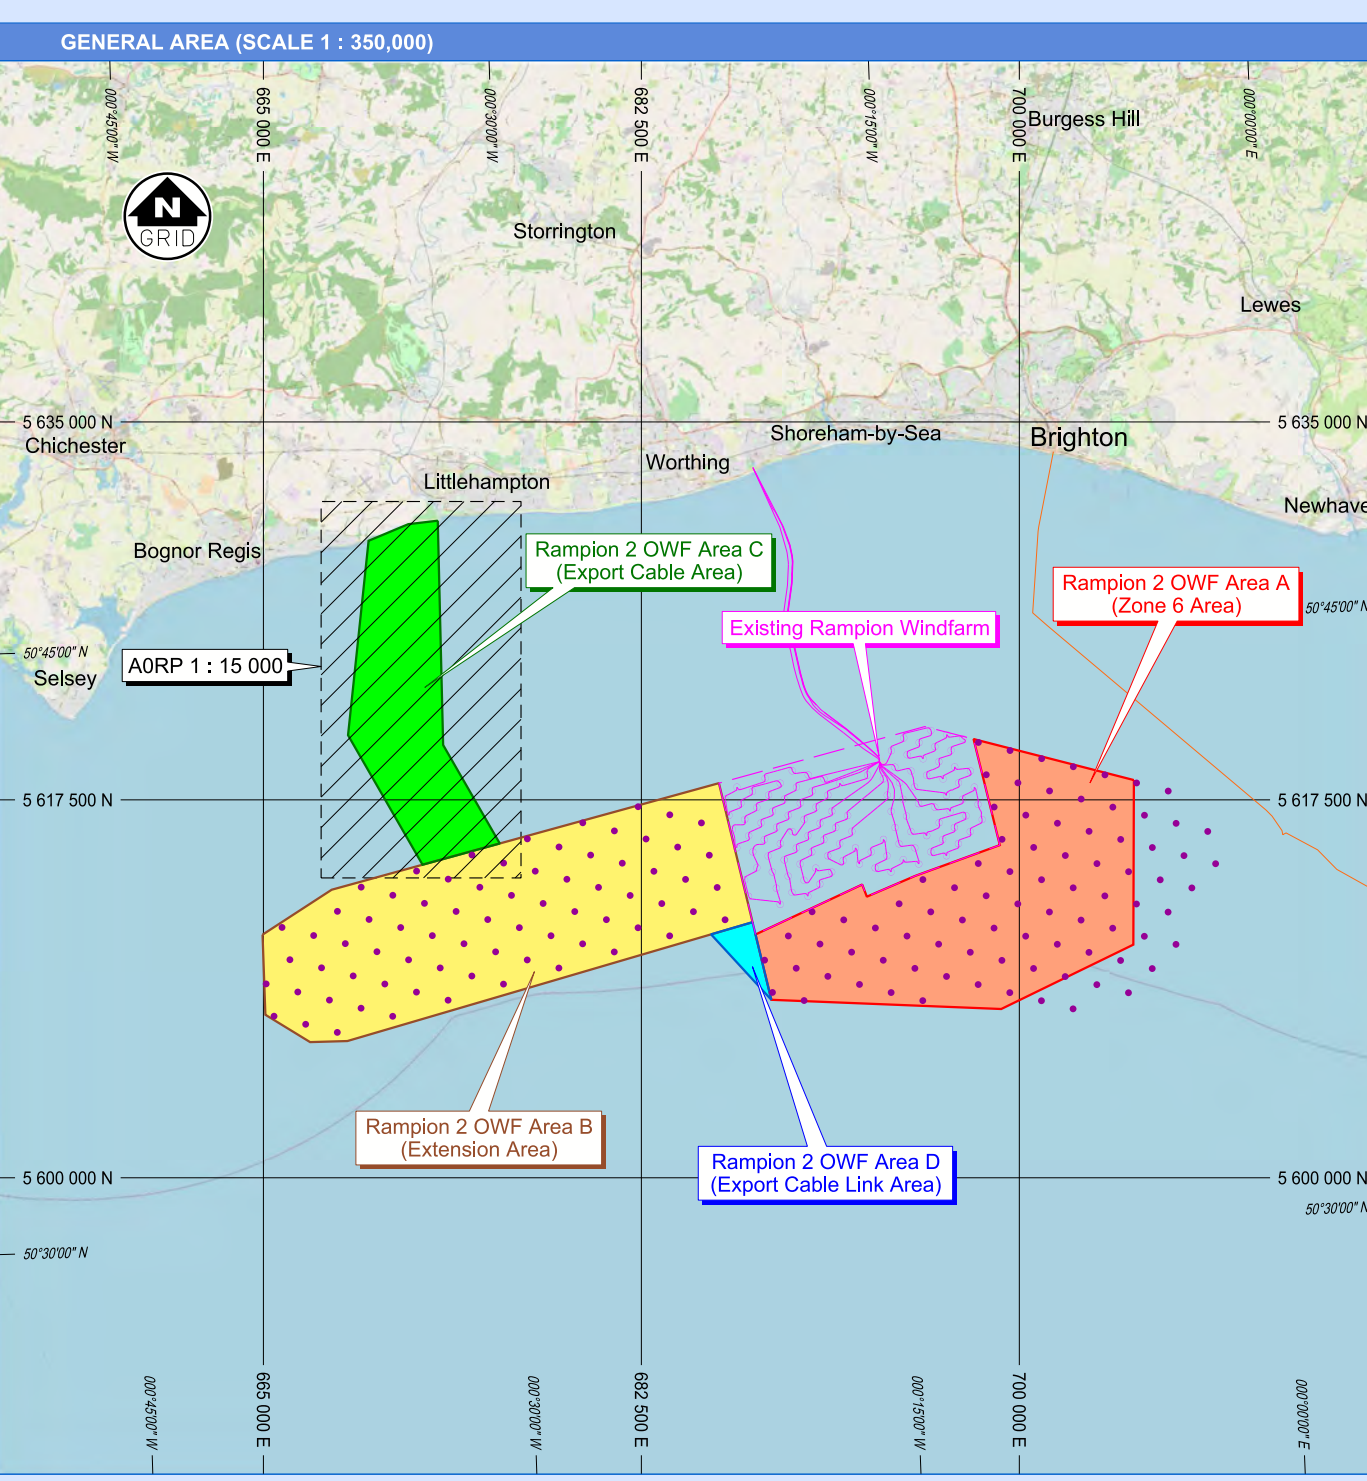 GENERAL AREA (SCALE 1 : 350,000)
000°45'00" W
665 000 E
000°30'00" W
682 500 E
000°15'00" W
700 000 E
000°00'00" E
Burgess Hill
N
GRID
Storrington
Lewes
5 635 000 N
5 635 000 N
Chichester
Shoreham-by-Sea
Brighton
Worthing
Littlehampton
Newhave
Bognor Regis
Rampion 2 OWF Area C
(Export Cable Area)
Rampion 2 OWF Area A
(Zone 6 Area)
50°45'00" N
Existing Rampion Windfarm
50°45'00" N
A0RP 1 : 15 000
Selsey
5 617 500 N
5 617 500 N
Rampion 2 OWF Area B
(Extension Area)
Rampion 2 OWF Area D
(Export Cable Link Area)
5 600 000 N
5 600 000 N
50°30'00" N
50°30'00" N
000°45'00" W
665 000 E
000°30'00" W
682 500 E
000°15'00" W
700 000 E
000°00'00" E